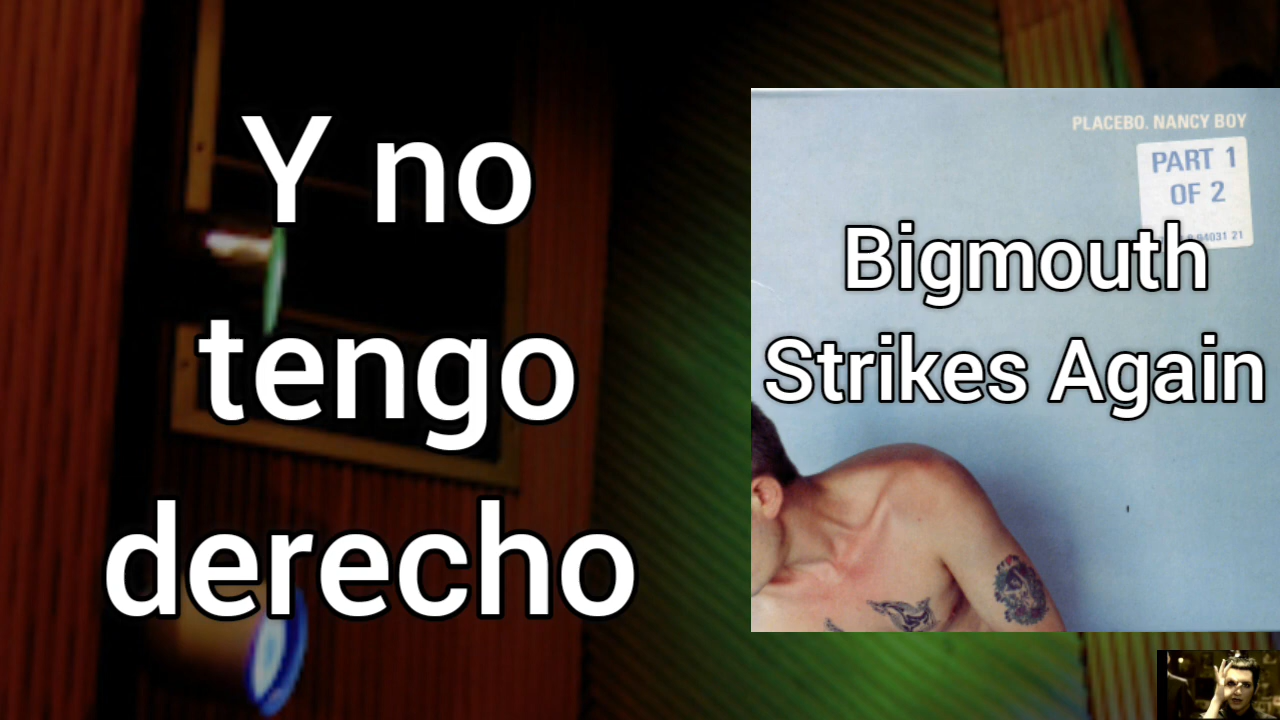 Y no
tengo
derecho
PLACEBO. NANCY BOY
PART 1
OF 2
Bigmouth
Strikes Again